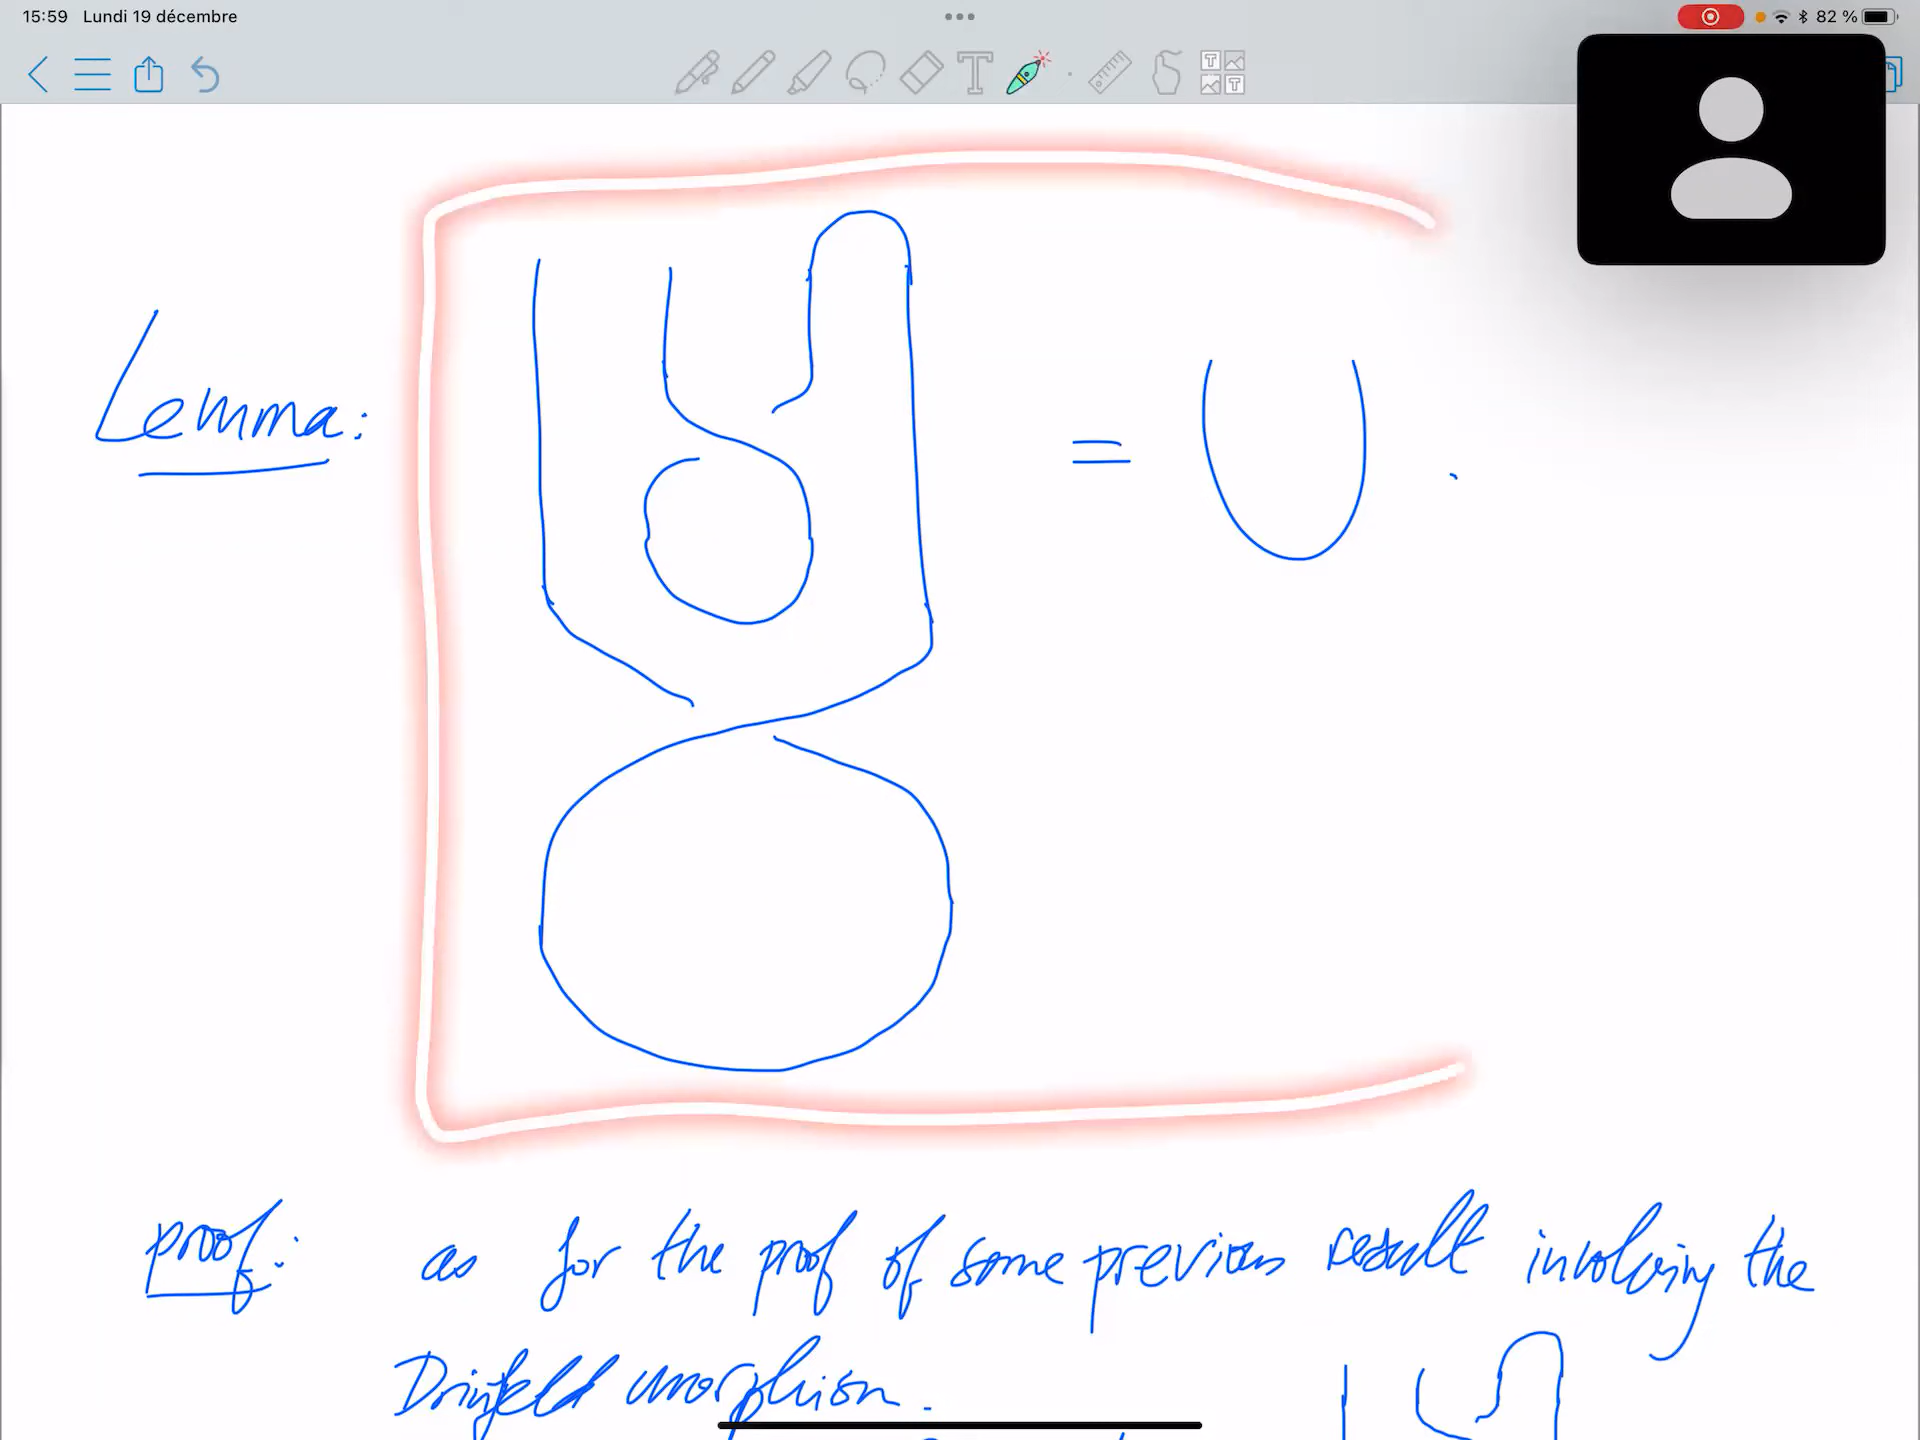 15:59 Lundi 19 décembre
82 %
Lemma:
= .
proof: as for the proof of some previous result involving the
Drinfeld morphism.